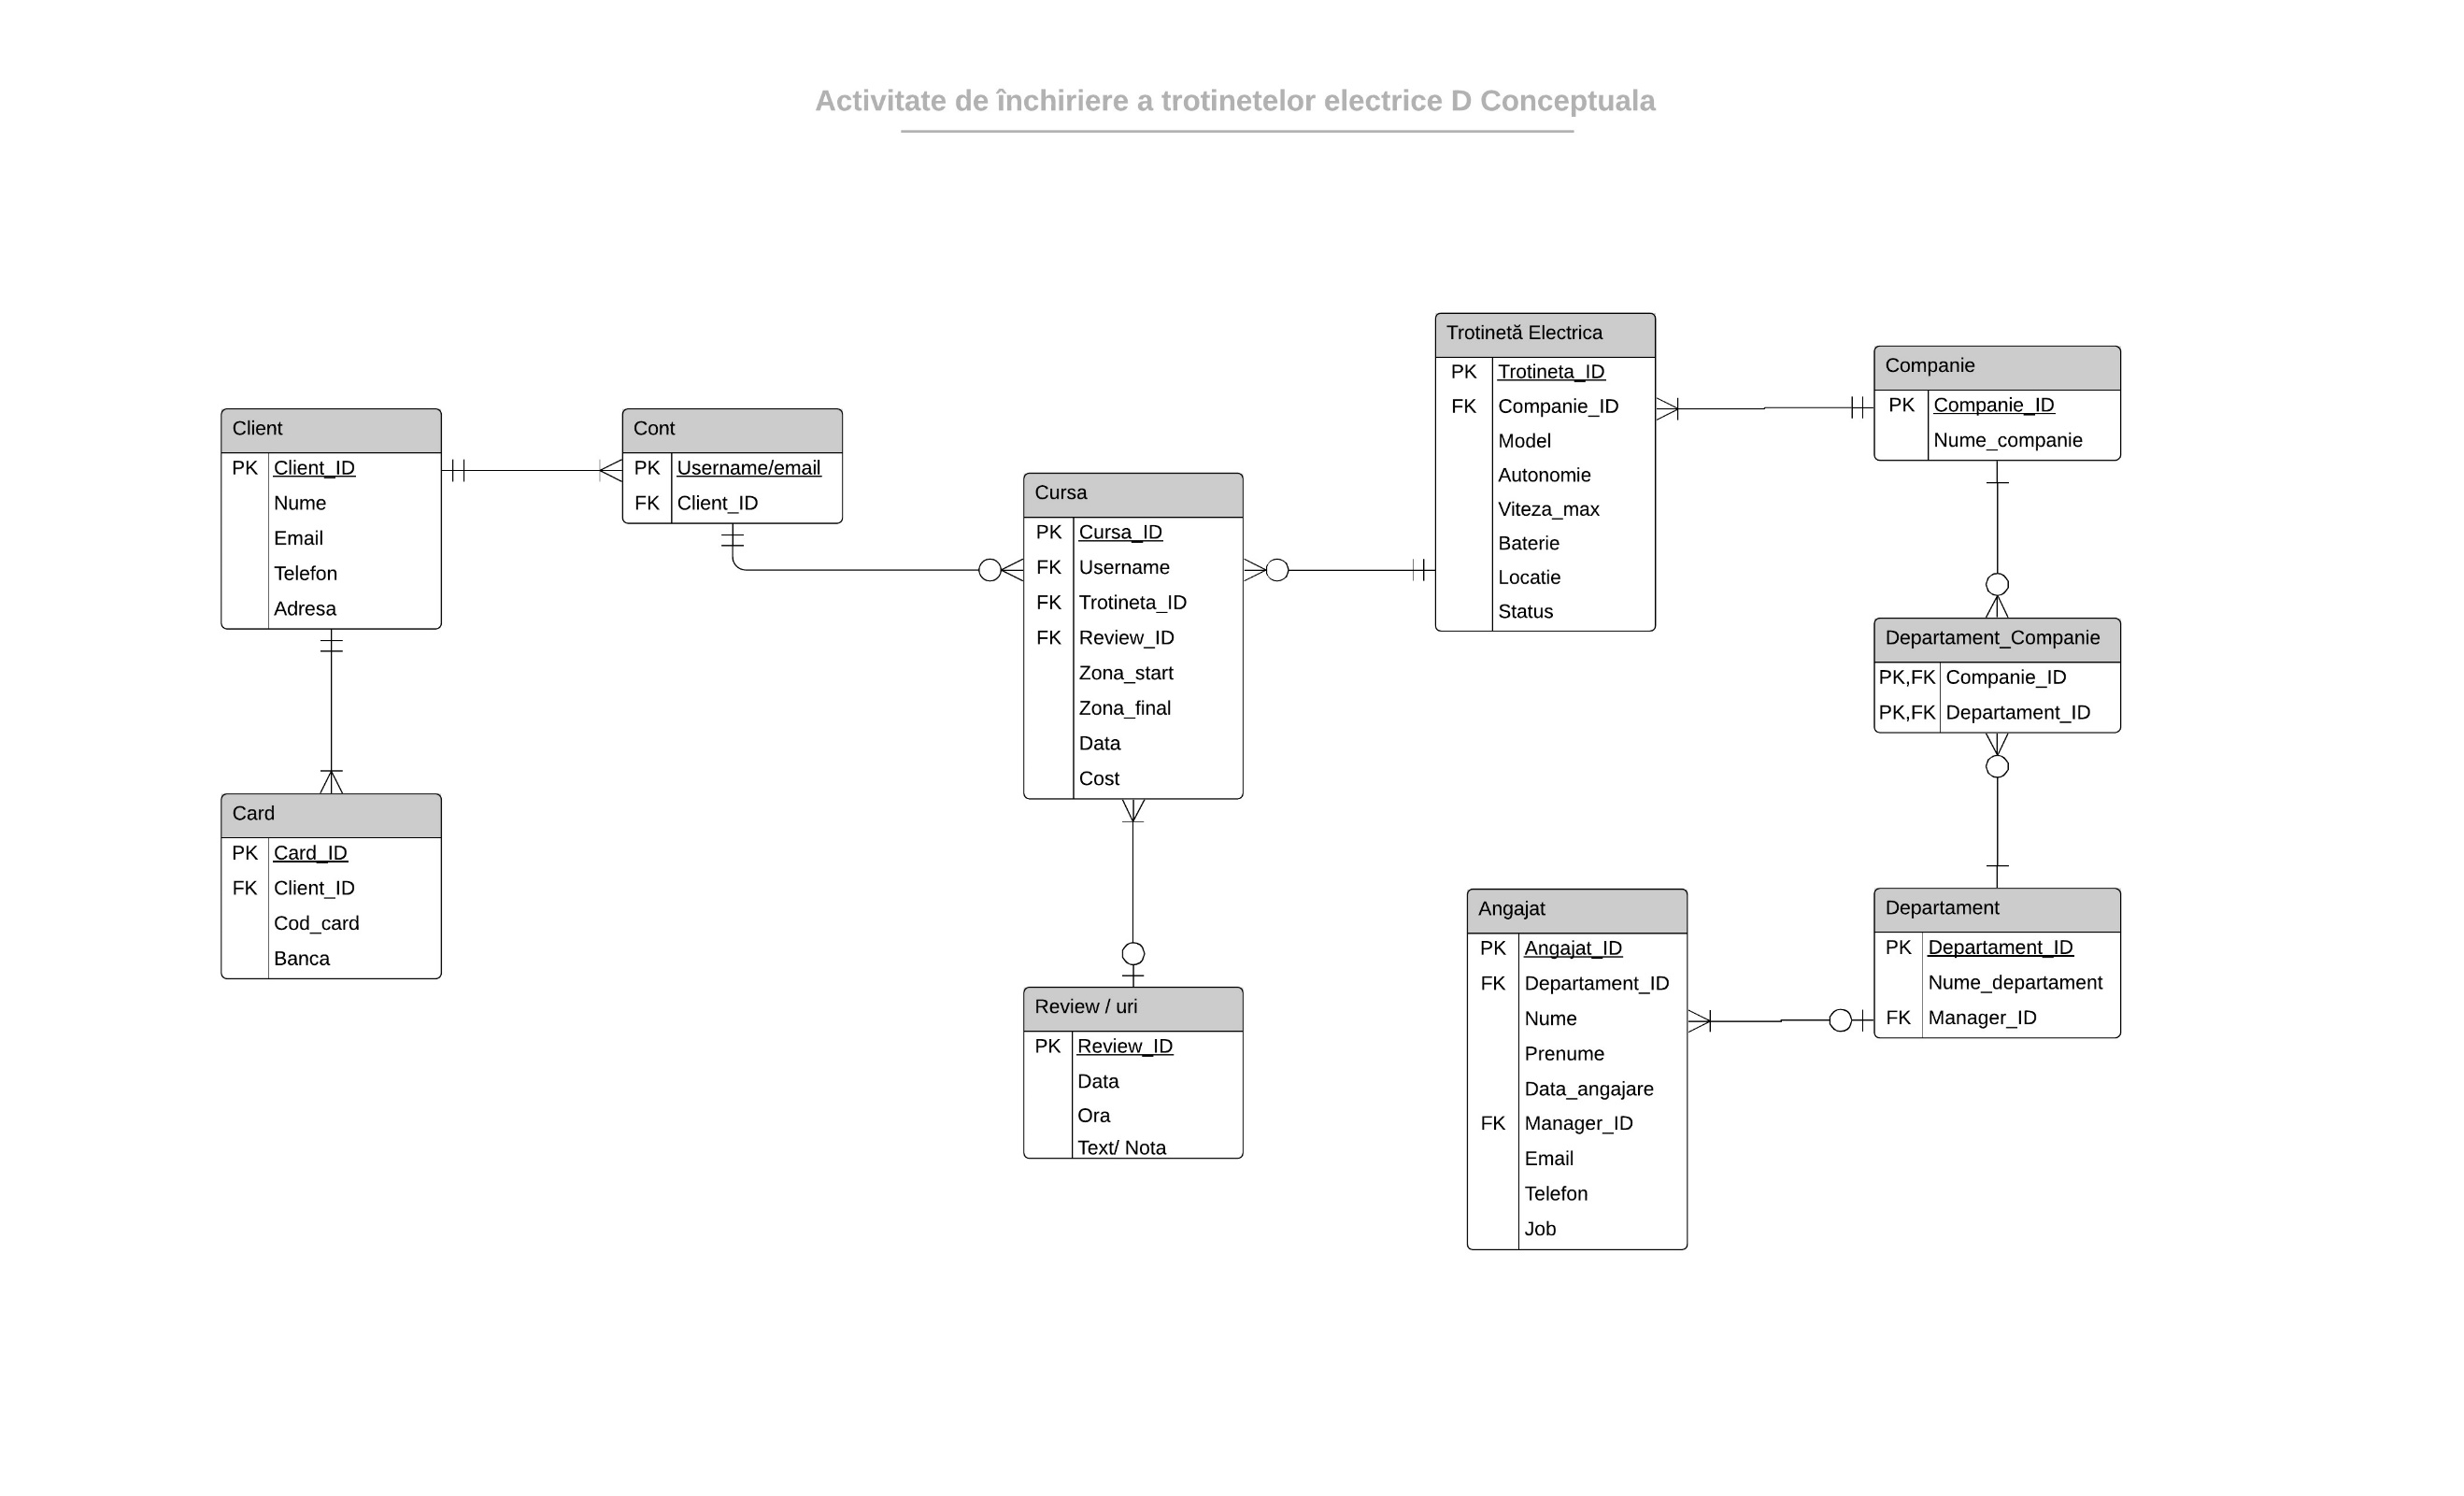 Activitate de închiriere a trotinetelor electrice D Conceptuala
Client
PK Client_ID
Nume
Email
Telefon
Adresa
Cont
PK Username/email
FK Client_ID
Card
PK Card_ID
FK Client_ID
Cod_card
Banca
Cursa
PK Cursa_ID
FK Username
FK Trotineta_ID
FK Review_ID
Zona_start
Zona_final
Data
Cost
Review / uri
PK Review_ID
Data
Ora
Text/ Nota
Trotinetă Electrica
PK Trotineta_ID
FK Companie_ID
Model
Autonomie
Viteza_max
Baterie
Locatie
Status
Companie
PK Companie_ID
Nume_companie
Departament_Companie
PK,FK Companie_ID
PK,FK Departament_ID
Angajat
PK Angajat_ID
FK Departament_ID
Nume
Prenume
Data_angajare
FK Manager_ID
Email
Telefon
Job
Departament
PK Departament_ID
Nume_departament
FK Manager_ID